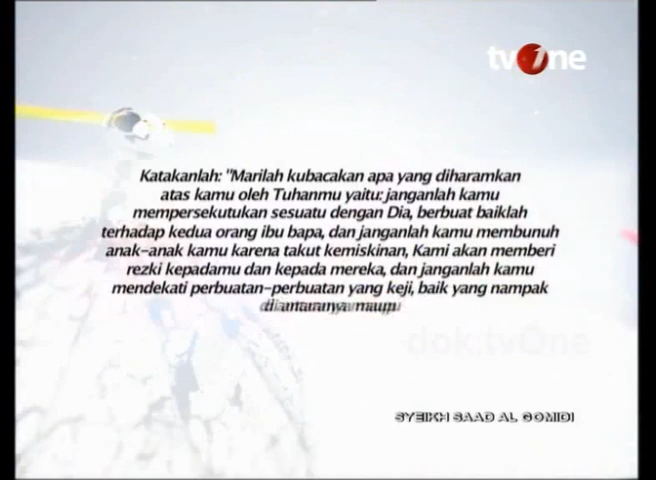 tvOne
Katakanlah: "Marilah kubacakan apa yang diharamkan
atas kamu oleh Tuhanmu yaitu: janganlah kamu
mempersekutukan sesuatu dengan Dia, berbuat baiklah
terhadap kedua orang ibu bapa, dan janganlah kamu membunuh
anak-anak kamu karena takut kemiskinan, Kami akan memberi
rezki kepadamu dan kepada mereka, dan janganlah kamu
mendekati perbuatan-perbuatan yang keji, baik yang nampak
diantaranya maupu
dok.tvOne
SYEIKH SAAD AL GOMIDI